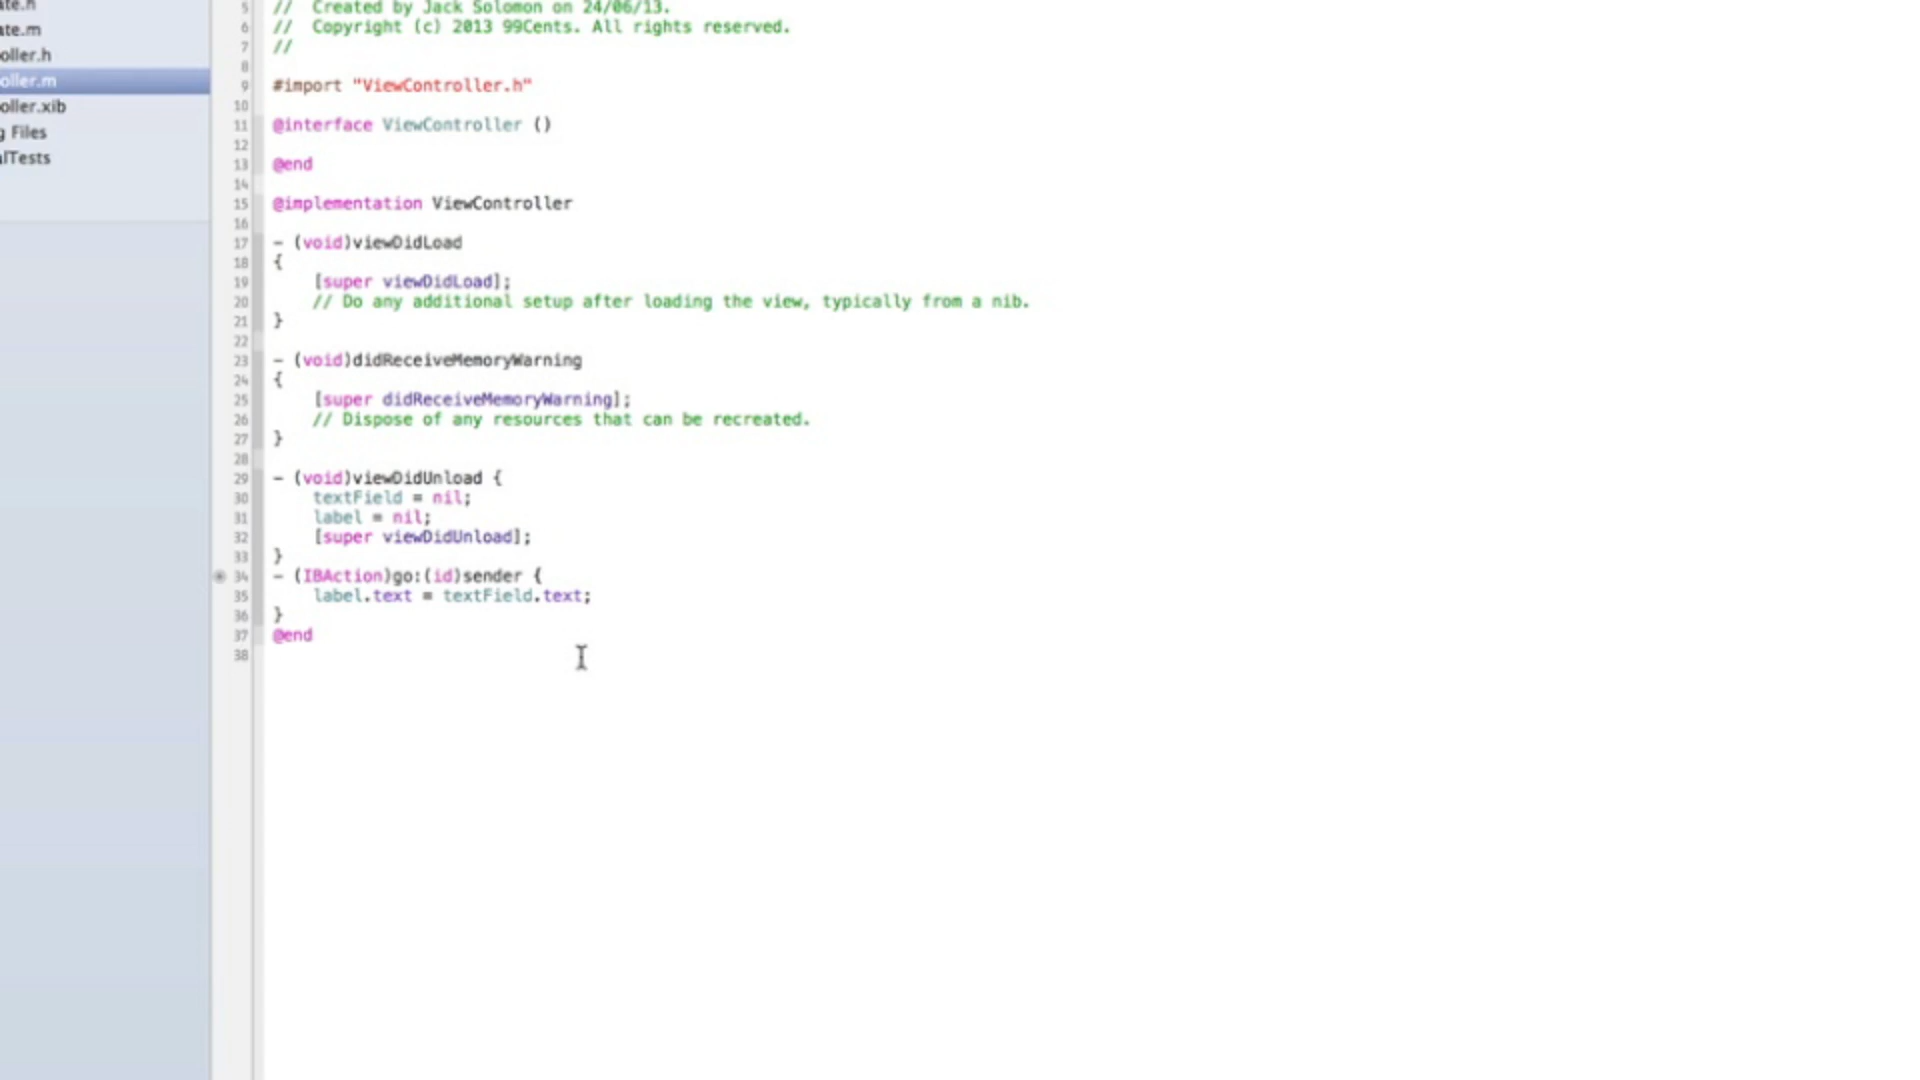 ate.h
ate.m
oller.h
oller.m
oller.xib
g Files
lTests
5 // Created by Jack Solomon on 24/06/13.
6 // Copyright (c) 2013 99Cents. All rights reserved.
7 //
8
9 #import "ViewController.h"
10
11 @interface ViewController ()
12
13 @end
14
15 @implementation ViewController
16
17 - (void)viewDidLoad
18 {
19 [super viewDidLoad];
20 // Do any additional setup after loading the view, typically from a nib.
21 }
22
23 - (void)didReceiveMemoryWarning
24 {
25 [super didReceiveMemoryWarning];
26 // Dispose of any resources that can be recreated.
27 }
28
29 - (void)viewDidUnload {
30 textField = nil;
31 label = nil;
32 [super viewDidUnload];
33 }
34 - (IBAction)go:(id)sender {
35 label.text = textField.text;
36 }
37 @end
38